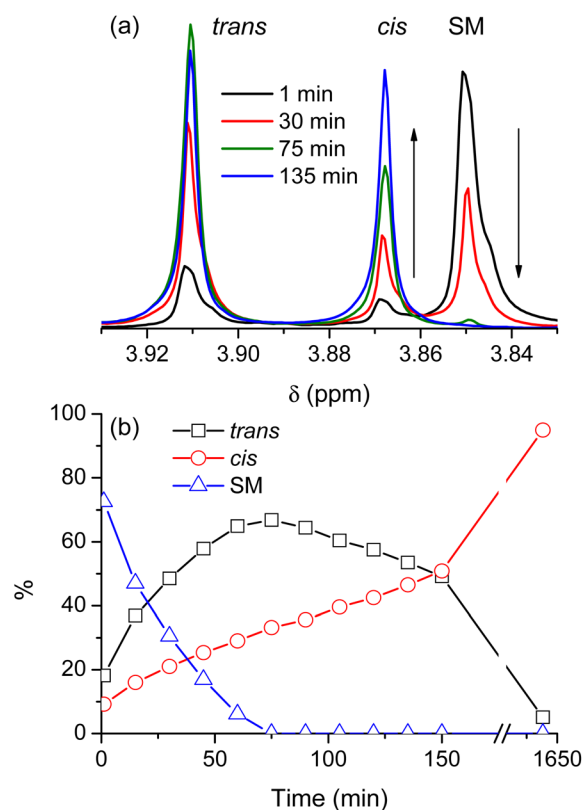 (a) trans cis SM
1 min
30 min
75 min
135 min
3.92 3.90 3.88 3.86 3.84
δ (ppm)
100 (b)
trans
cis
SM
80
60
40
20
0
%
0 50 100 150 1650
Time (min)